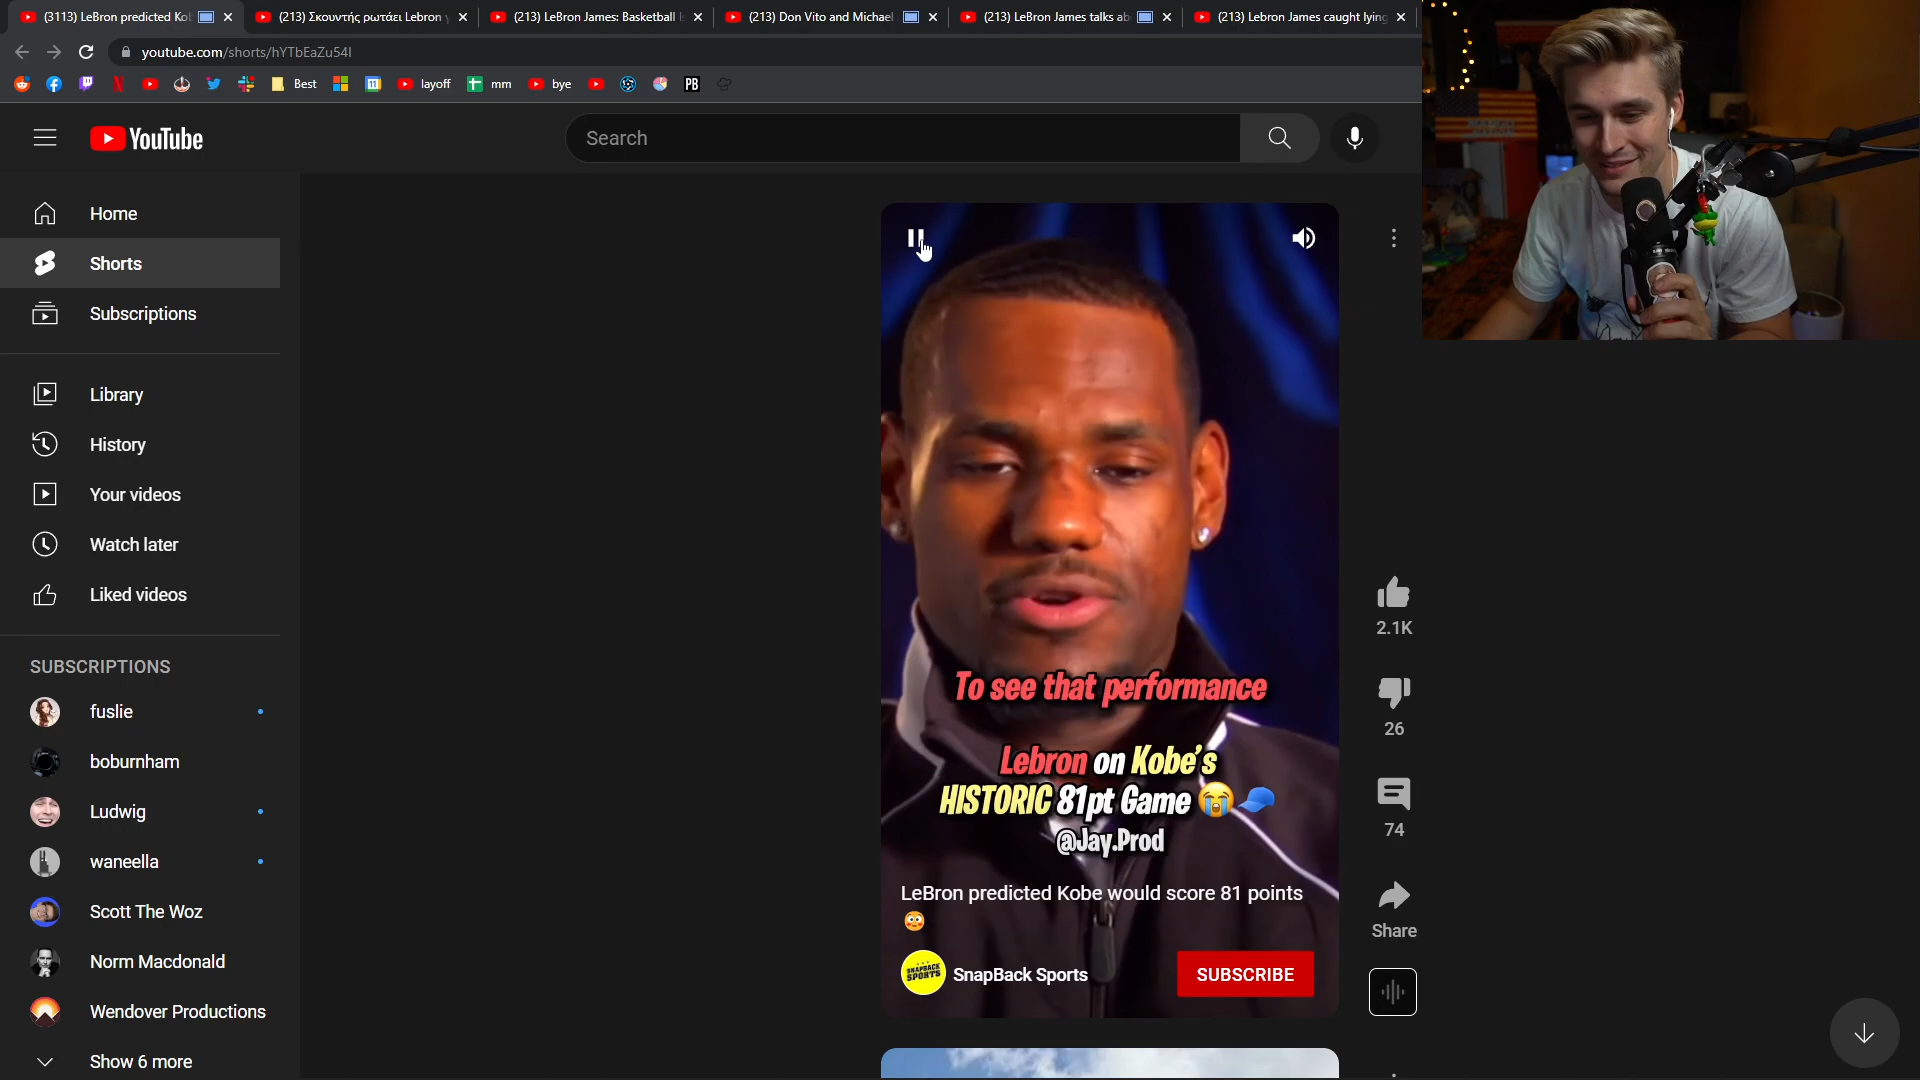 (3113) LeBron predicted Kob
(213) Σκουντής ρωτάει Lebron γ
(213) LeBron James: Basketball Is
(213) Don Vito and Michael
(213) LeBron James talks ab
(213) Lebron James caught lying
youtube.com/shorts/hYTbEaZu54I
Best
layoff
mm
bye
PB
YouTube
Search
Home
Shorts
Subscriptions
Library
History
Your videos
Watch later
Liked videos
SUBSCRIPTIONS
fuslie
boburnham
Ludwig
waneella
Scott The Woz
Norm Macdonald
Wendover Productions
Show 6 more
To see that performance
Lebron on Kobe's
HISTORIC 81pt Game 😭🧢
@Jay.Prod
LeBron predicted Kobe would score 81 points
😳
SNAPBACK
SPORTS
SnapBack Sports
SUBSCRIBE
2.1K
26
74
Share